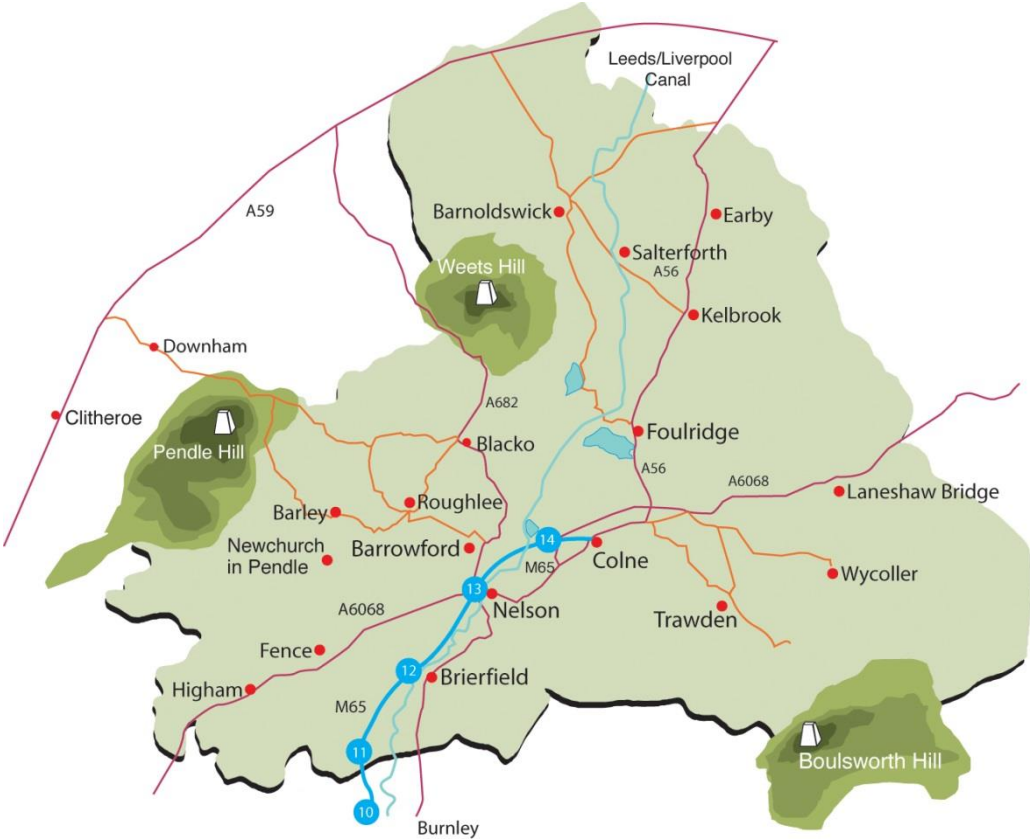 Leeds/Liverpool
Canal
A59
Barnoldswick
Earby
Salterforth
A56
Weets Hill
Kelbrook
Downham
Clitheroe
A682
Pendle Hill
Blacko
Foulridge
A56
A6068
Laneshaw Bridge
Roughlee
Barley
Newchurch
in Pendle
Barrowford
14
M65
Colne
Wycoller
13
Nelson
A6068
Trawden
Fence
12
Brierfield
Higham
M65
11
Boulsworth Hill
10
Burnley